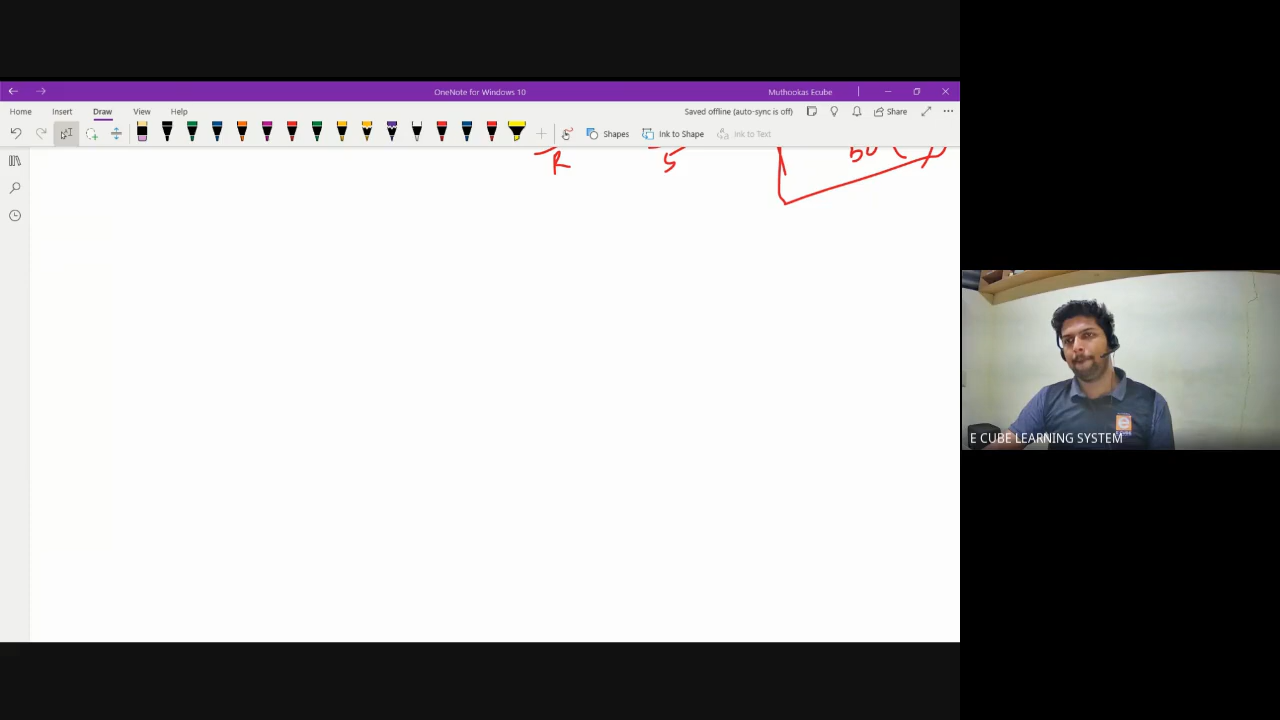 OneNote for Windows 10
Muthookas Ecube
Home Insert Draw View Help
Saved offline (auto-sync is off)
Share
Shapes
Ink to Shape
Ink to Text
R
5
E CUBE LEARNING SYSTEM